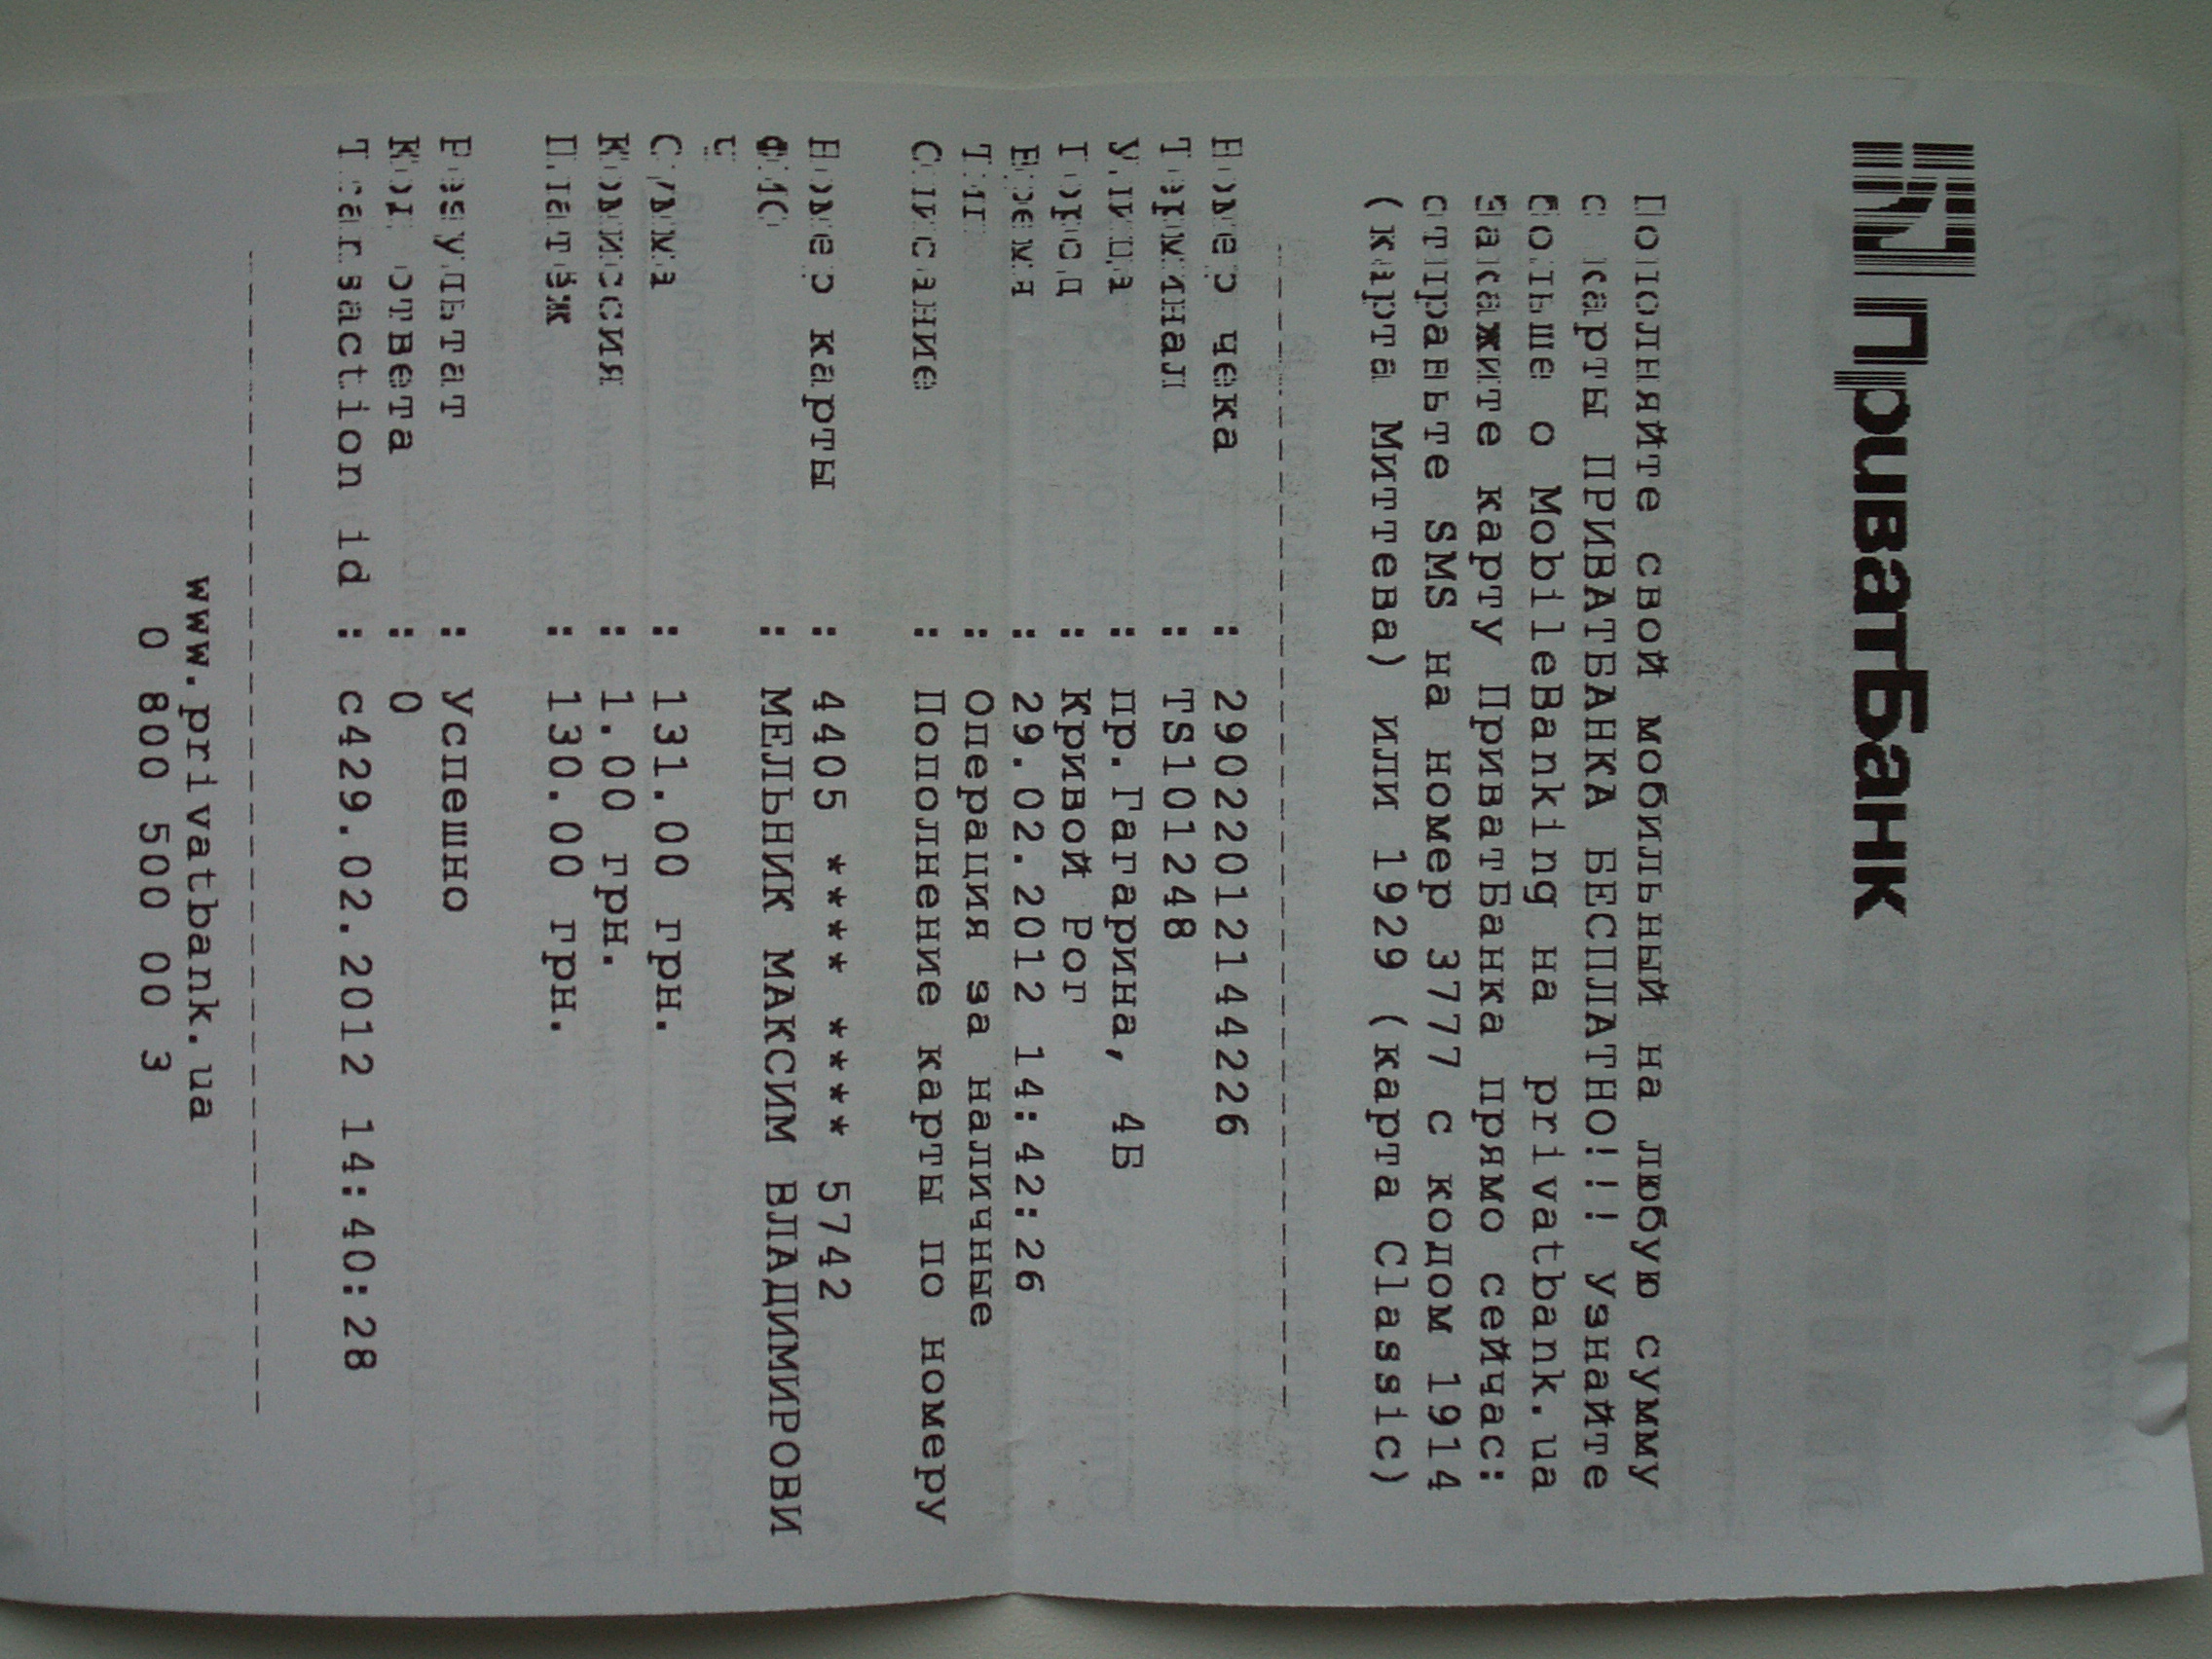 ПриватБанк
Пополняйте свой мобильный на любую сумму
с карты ПРИВАТБАНКА БЕСПЛАТНО!!! Узнайте
больше о MobileBanking на privatbank.ua
Закажите карту ПриватБанка прямо сейчас:
отправьте SMS на номер 3777 с кодом 1914
(карта Миттева) или 1929 (карта Classic)
Номер чека : 29022012144226
Терминал : TS101248
Улица : пр.Гагарина, 4Б
Город : Кривой Рог
Время : 29.02.2012 14:42:26
Тип : Операция за наличные
Списание : Пополнение карты по номеру
Номер карты : 4405 **** **** 5742
ФИО : МЕЛЬНИК МАКСИМ ВЛАДИМИРОВИ
Ч
Сумма : 131.00 грн.
Комиссия : 1.00 грн.
Платёж : 130.00 грн.
Результат : Успешно
Код ответа : 0
Transaction id : c429.02.2012 14:40:28
www.privatbank.ua
0 800 500 00 3